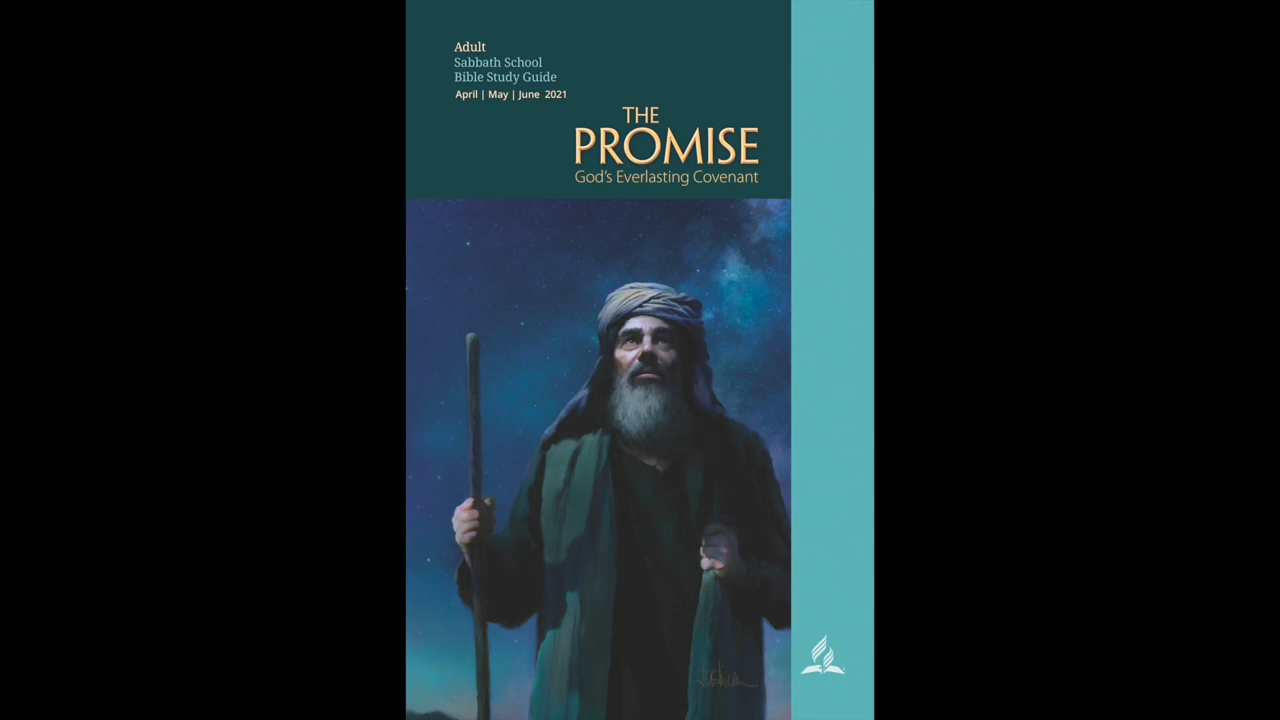 Adult
Sabbath School
Bible Study Guide
April | May | June 2021
THE
PROMISE
God's Everlasting Covenant